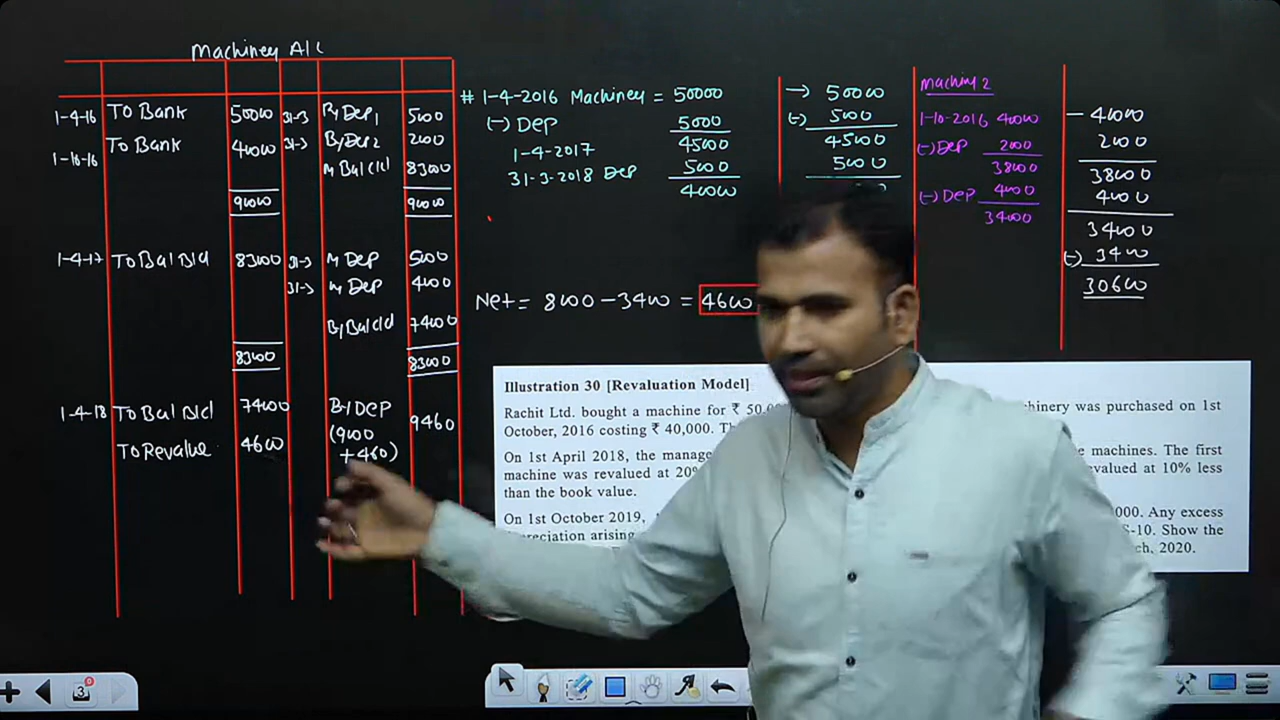 Machinery A/C
1-4-16 To Bank 50000 31-3 By Dep1 5000
1-10-16 To Bank 40000 31-3 By Dep2 2000
By Bal C/d 83000
90000 90000
1-4-17 To Bal B/d 83000 31-3 By Dep 5000
31-3 By Dep 4000
By Bal C/d 74000
83000 83000
1-4-18 To Bal B/d 74000 By Dep 9460
To Revalue 4600 (9000
+460)
# 1-4-2016 Machinery = 50000
(-) Dep 5000
1-4-2017 45000
31-3-2018 Dep 5000
40000
→ 50000
(-) 5000
45000
5000
Machiny 2
1-10-2016 40000
(-) Dep 2000
38000
(-) Dep 4000
34000
- 40000
2000
38000
4000
34000
(-) 3400
30600
Net = 8000 - 3400 = 4600
Illustration 30 [Revaluation Model]
Rachit Ltd. bought a machine for ₹ 50,0 hinery was purchased on 1st
October, 2016 costing ₹ 40,000. Th
On 1st April 2018, the manage e machines. The first
machine was revalued at 20% evalued at 10% less
than the book value.
On 1st October 2019, 000. Any excess
preciation arising S-10. Show the
ch, 2020.
3
0